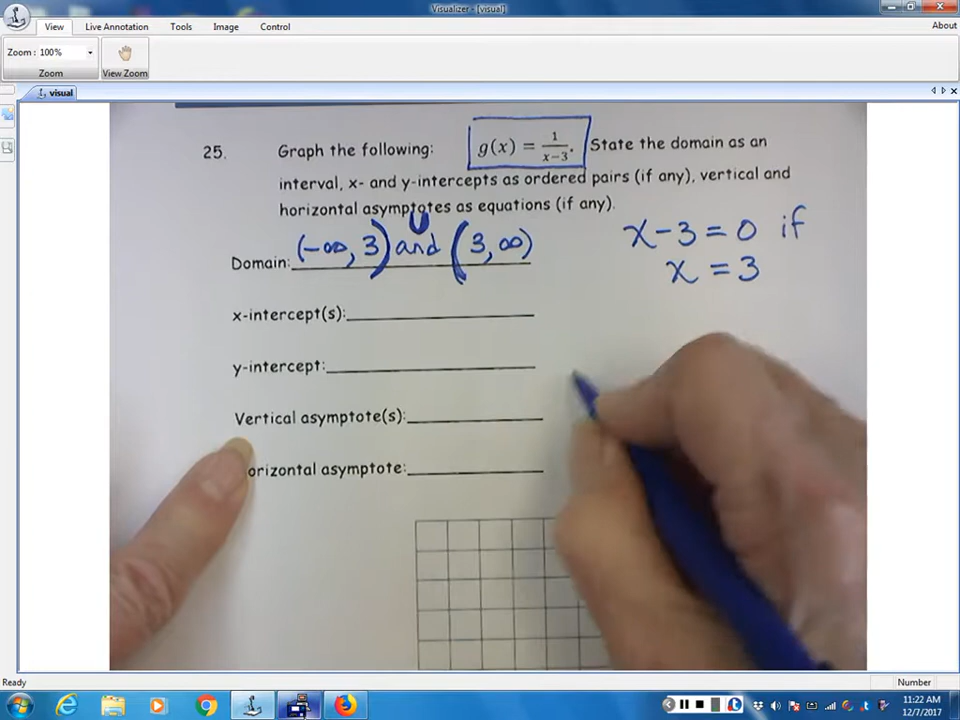 Visualizer - [visual]
View Live Annotation Tools Image Control About
Zoom : 100%
Zoom View Zoom
visual
25. Graph the following: g(x) = 1/(x−3). State the domain as an
interval, x- and y-intercepts as ordered pairs (if any), vertical and
horizontal asymptotes as equations (if any).
x-3=0 if
x=3
Domain: (-∞, 3) and ∪ (3, ∞)
x-intercept(s):
y-intercept:
Vertical asymptote(s):
orizontal asymptote:
Ready Number
11:22 AM
12/7/2017